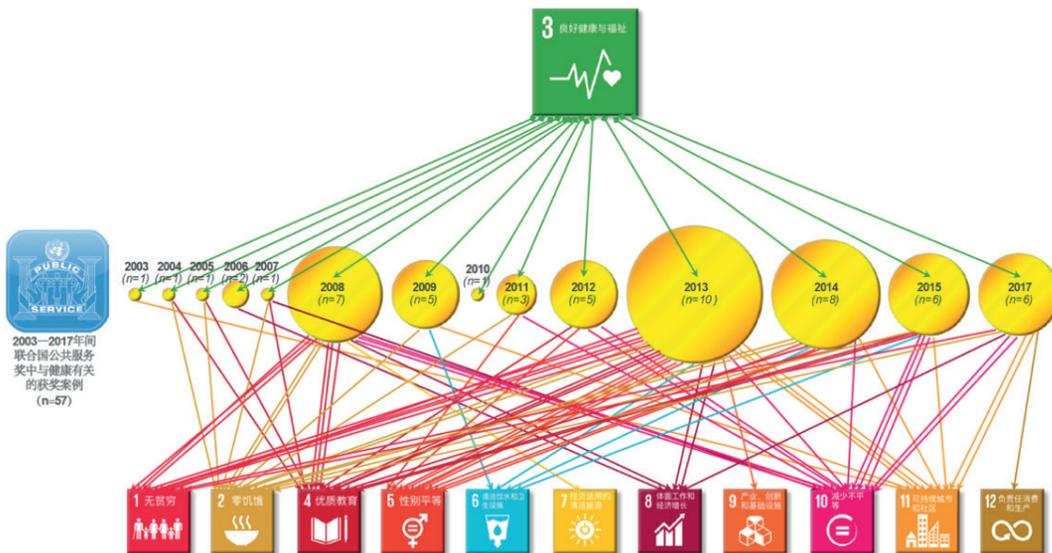 3 良好健康与福祉
2003
(n=1)
2004
(n=1)
2005
(n=1)
2006
(n=2)
2007
(n=1)
2008
(n=7)
2009
(n=5)
2010
(n=1)
2011
(n=3)
2012
(n=5)
2013
(n=10)
2014
(n=8)
2015
(n=6)
2017
(n=6)
PUBLIC
SERVICE
2003—2017年间
联合国公共服务
奖中与健康有关
的获奖案例
(n=57)
1 无贫穷
2 零饥饿
4 优质教育
5 性别平等
6 清洁饮水和卫
生设施
7 经济适用的
清洁能源
8 体面工作和
经济增长
9 产业、创新
和基础设施
10 减少不平
等
11 可持续城市
和社区
12 负责任消费
和生产